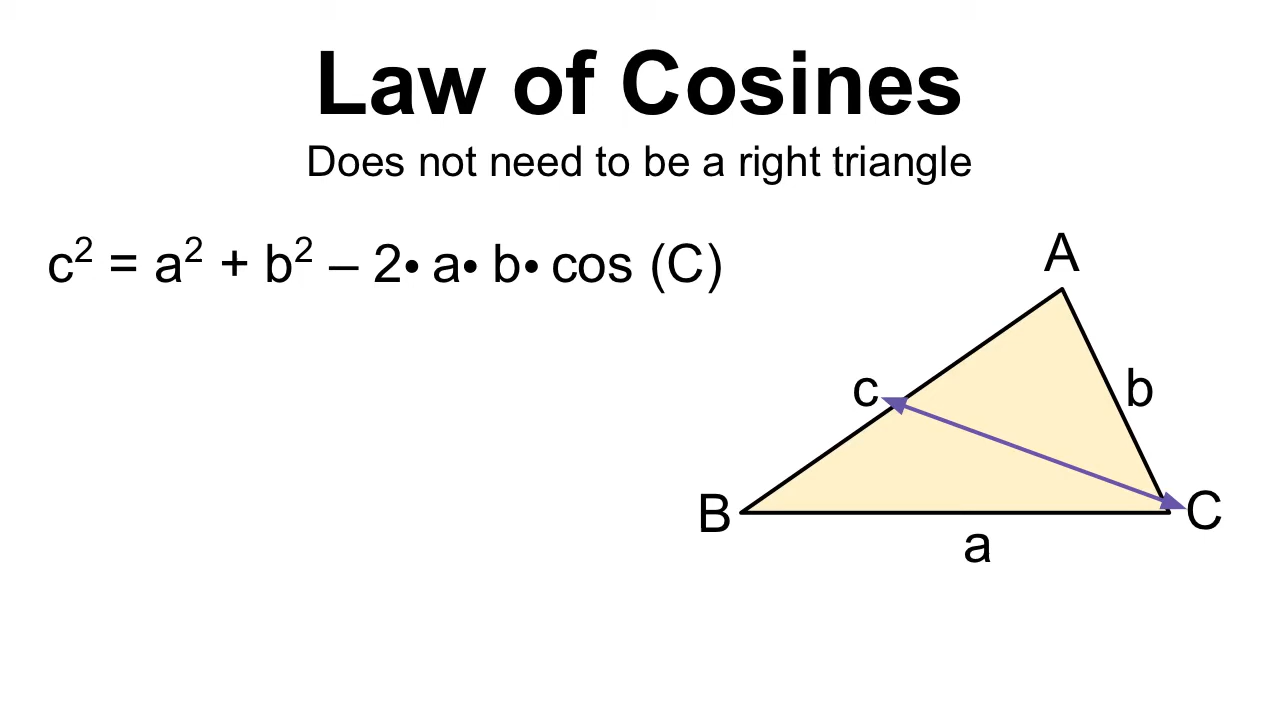 Law of Cosines
Does not need to be a right triangle
c² = a² + b² – 2• a• b• cos (C)
A
c
b
B
C
a